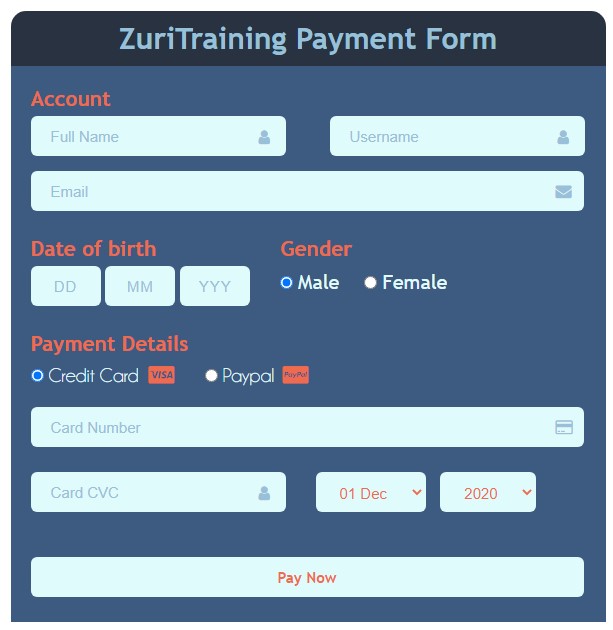 ZuriTraining Payment Form
Account
Full Name Username
Email
Date of birth Gender
DD MM YYY Male Female
Payment Details
Credit Card VISA Paypal PayPal
Card Number
Card CVC 01 Dec 2020
Pay Now